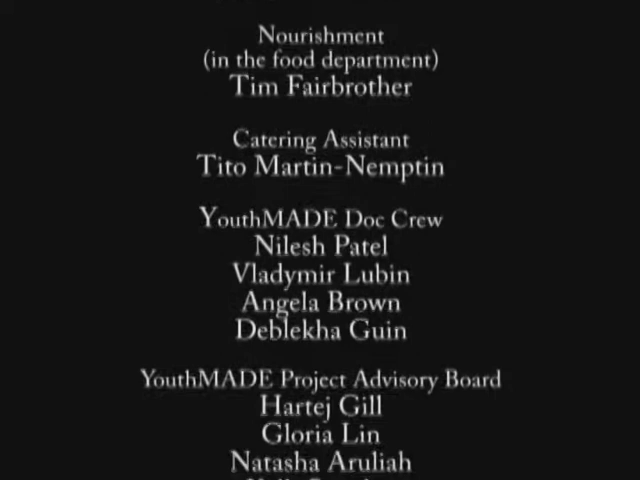 Nourishment
(in the food department)
Tim Fairbrother
Catering Assistant
Tito Martin-Nemptin
YouthMADE Doc Crew
Nilesh Patel
Vladymir Lubin
Angela Brown
Deblekha Guin
YouthMADE Project Advisory Board
Hartej Gill
Gloria Lin
Natasha Aruliah